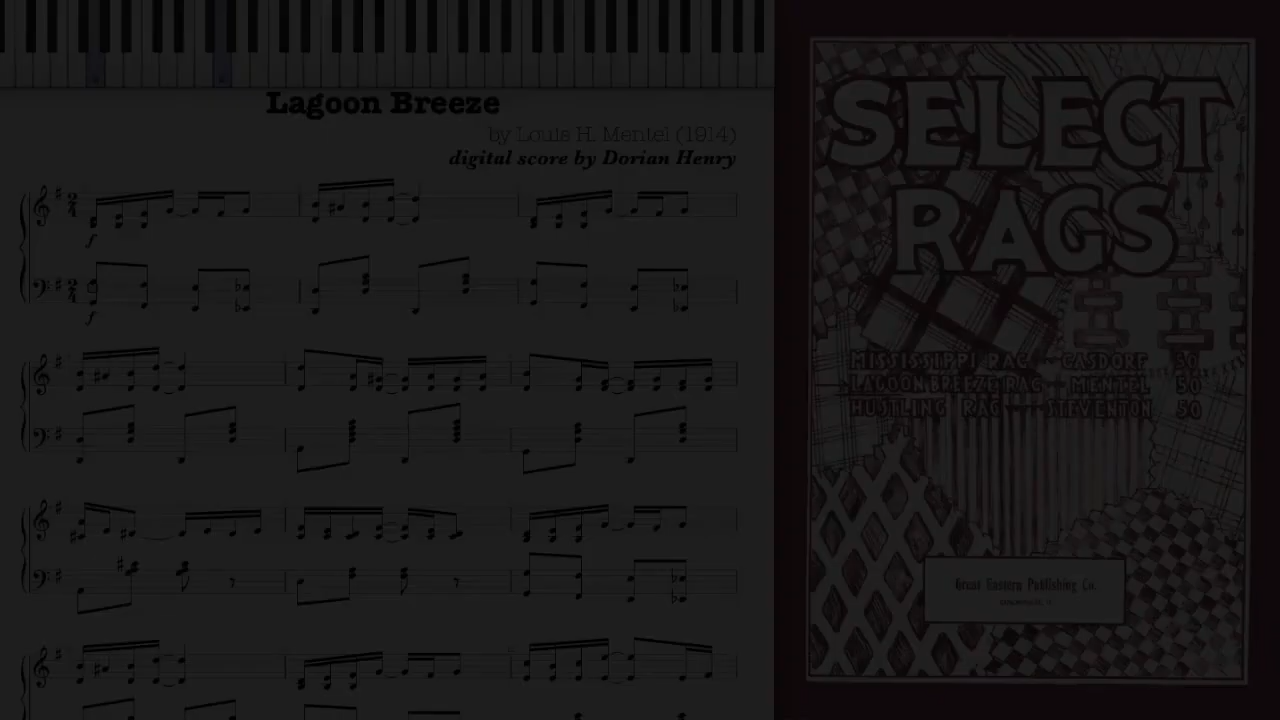 Lagoon Breeze
by Louis H. Mentel (1914)
digital score by Dorian Henry
f
f
SELECT
RAGS
MISSISSIPPI RAG CASDORF 50
LAGOON BREEZE RAG MENTEL 50
HUSTLING RAG STEVENTON 50
Great Eastern Publishing Co.